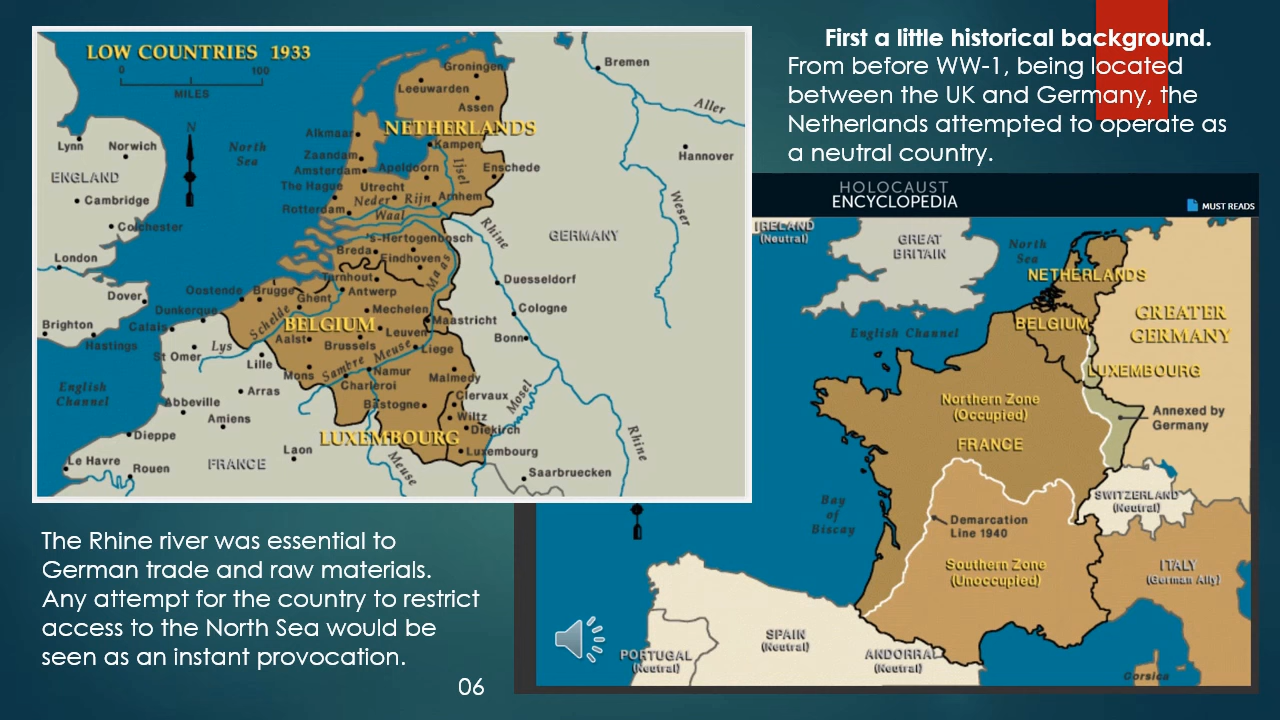 First a little historical background.
From before WW-1, being located
between the UK and Germany, the
Netherlands attempted to operate as
a neutral country.
LOW COUNTRIES 1933
0 100
MILES
N
North
Sea
Lynn
Norwich
ENGLAND
Cambridge
Colchester
London
Dover
Brighton
Hastings
English
Channel
Groningen
Leeuwarden
Assen
NETHERLANDS
Alkmaar
Kampen
Zaandam
Amsterdam
Apeldoorn
Ijsel
Enschede
The Hague
Utrecht
Neder Rijn
Arnhem
Rotterdam
Waal
's-Hertogenbosch
Breda
Eindhoven
Maas
Turnhout
Oostende
Brugge
Ghent
Antwerp
Dunkerque
Schelde
Mechelen
Calais
BELGIUM
Maastricht
Aalst
Leuven
Lys
Brussels
St Omer
Lille
Sambre
Meuse
Liege
Mons
Namur
Malmedy
Arras
Charleroi
Clervaux
Abbeville
Bastogne
Wiltz
Amiens
Diekirch
Dieppe
LUXEMBOURG
Laon
Luxembourg
Le Havre
Rouen
FRANCE
Meuse
Saarbruecken
Bremen
Aller
Hannover
Weser
Rhine
GERMANY
Duesseldorf
Cologne
Bonn
Mosel
Rhine
HOLOCAUST
ENCYCLOPEDIA
MUST READS
IRELAND
(Neutral)
GREAT
BRITAIN
North
Sea
NETHERLANDS
English Channel
BELGIUM
GREATER
GERMANY
LUXEMBOURG
Northern Zone
(Occupied)
Annexed by
Germany
FRANCE
Bay
of
Biscay
SWITZERLAND
(Neutral)
Demarcation
Line 1940
Southern Zone
(Unoccupied)
ITALY
(German Ally)
SPAIN
(Neutral)
PORTUGAL
(Neutral)
ANDORRA
(Neutral)
Corsica
The Rhine river was essential to
German trade and raw materials.
Any attempt for the country to restrict
access to the North Sea would be
seen as an instant provocation.
06